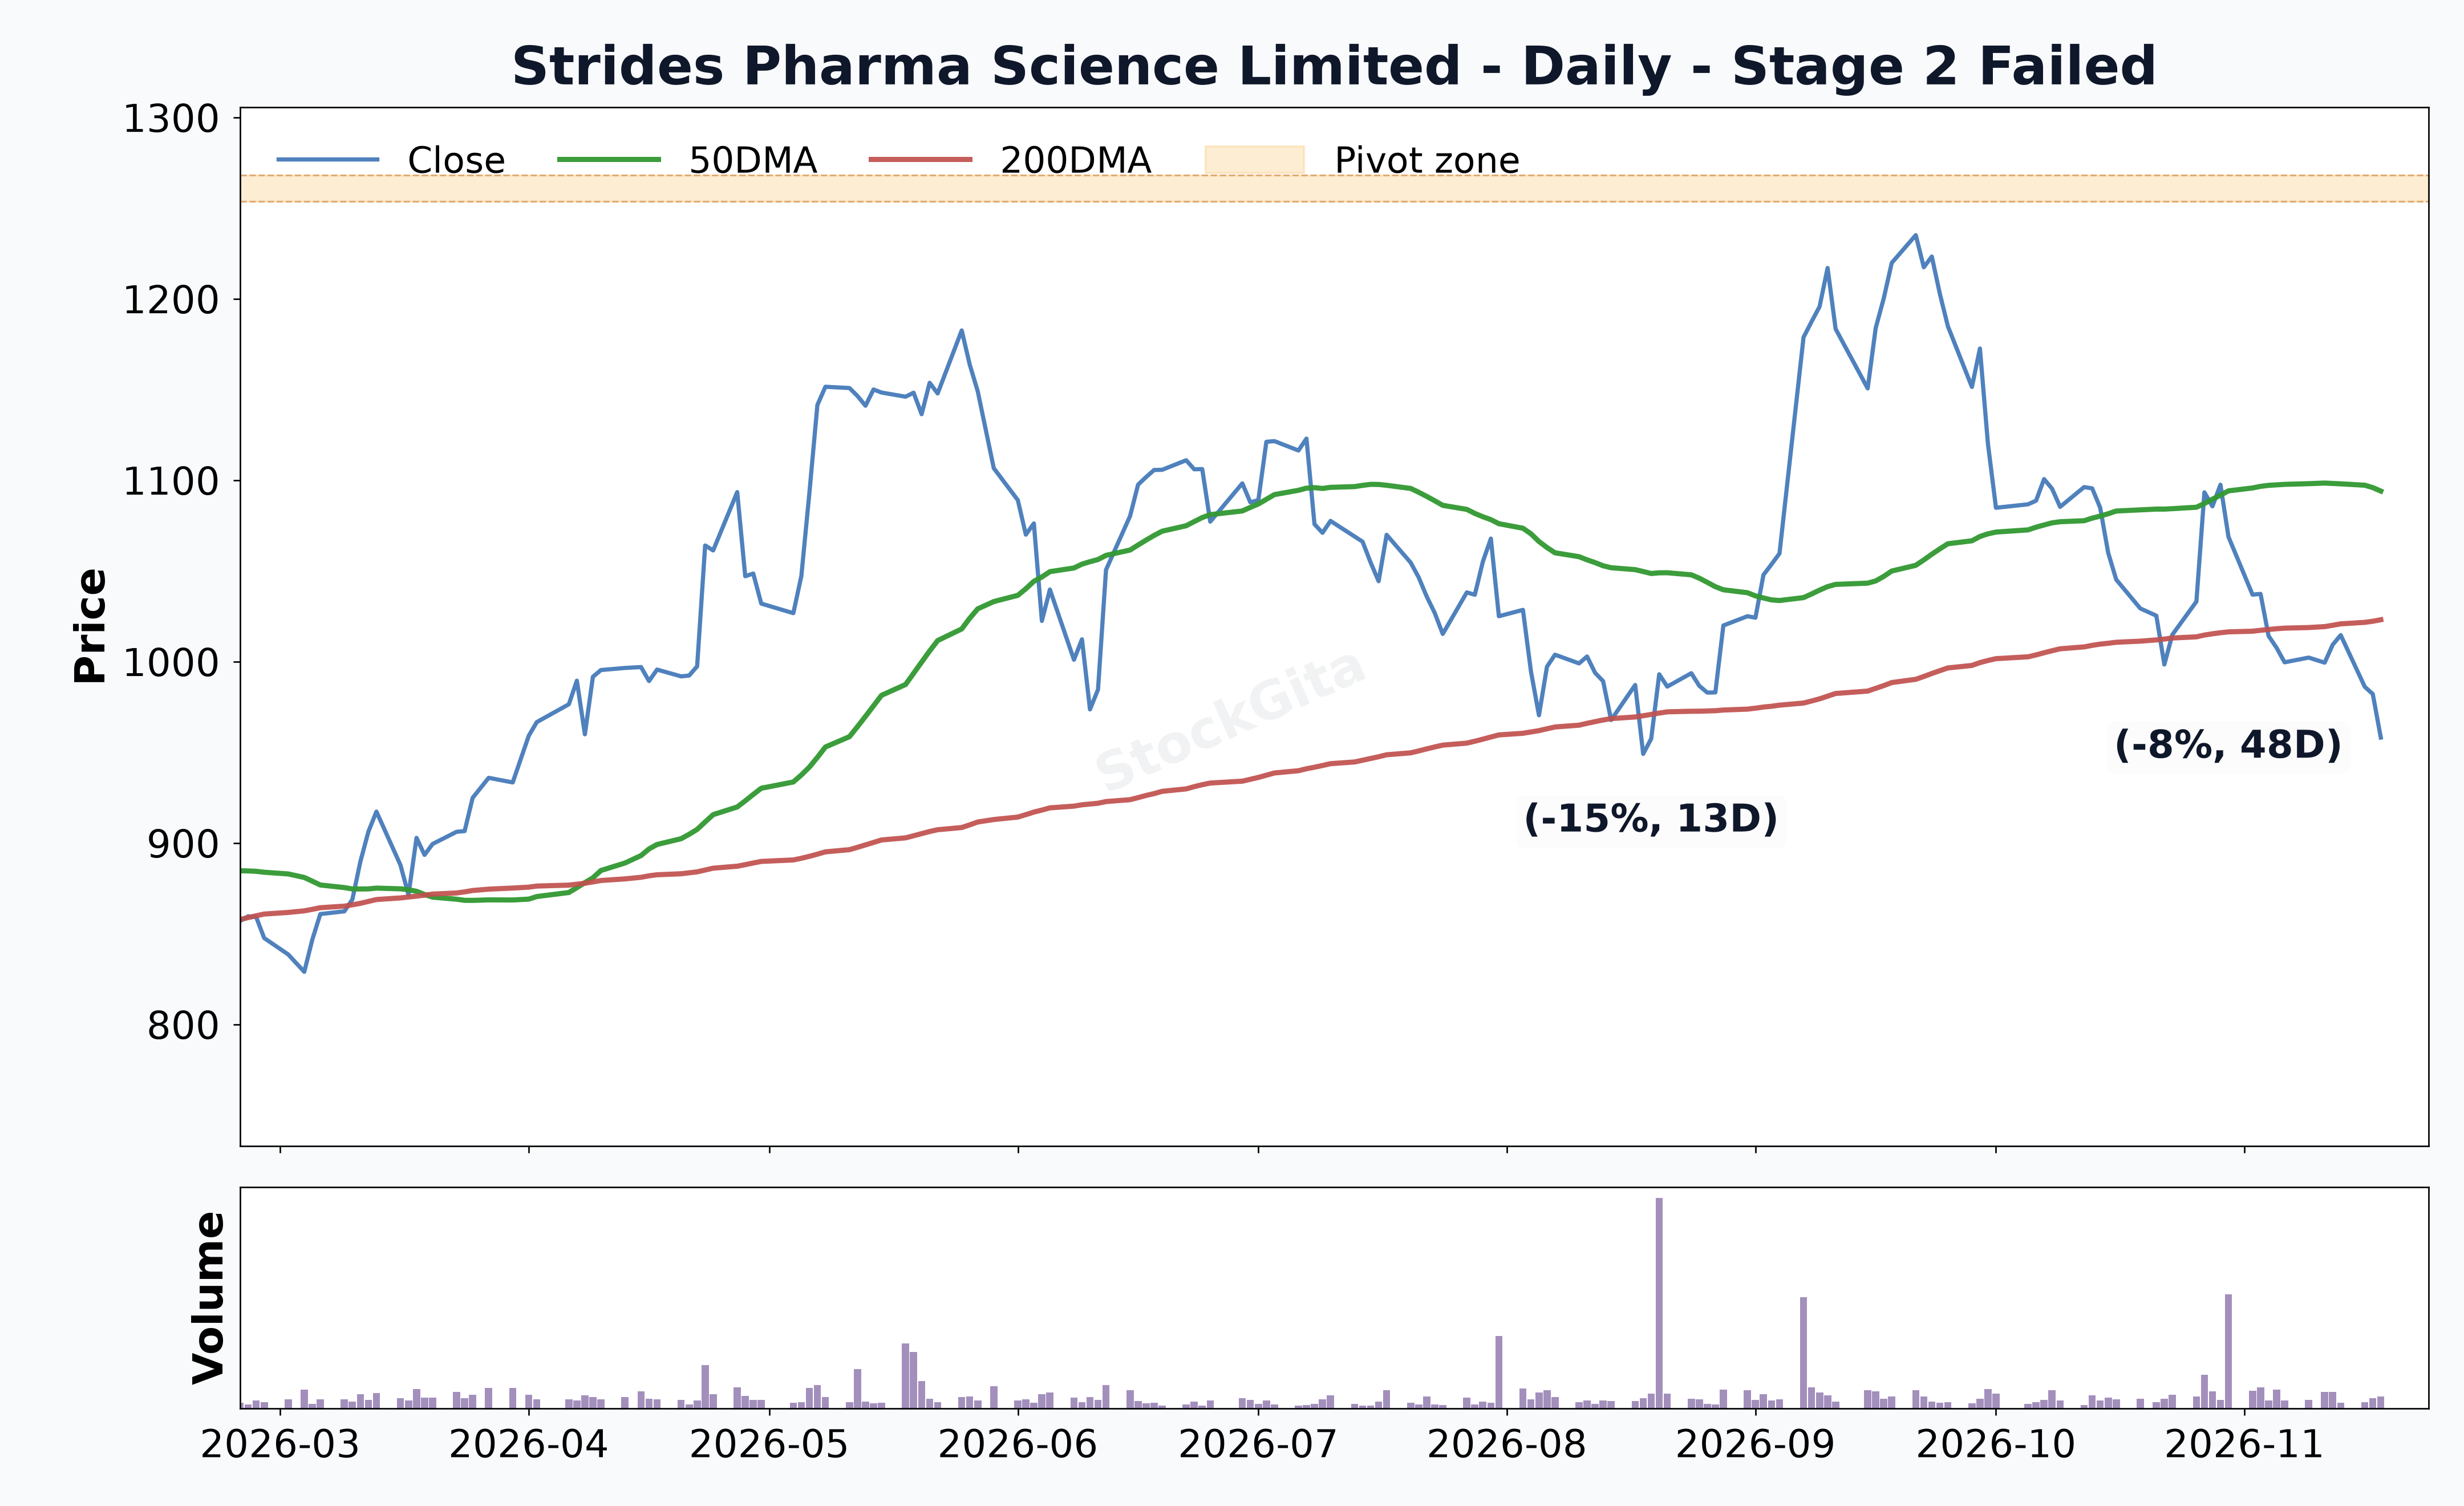 Strides Pharma Science Limited - Daily - Stage 2 Failed
Close 50DMA 200DMA Pivot zone
1300
1200
1100
1000
900
800
Price
StockGita
(-15%, 13D)
(-8%, 48D)
Volume
2026-03 2026-04 2026-05 2026-06 2026-07 2026-08 2026-09 2026-10 2026-11